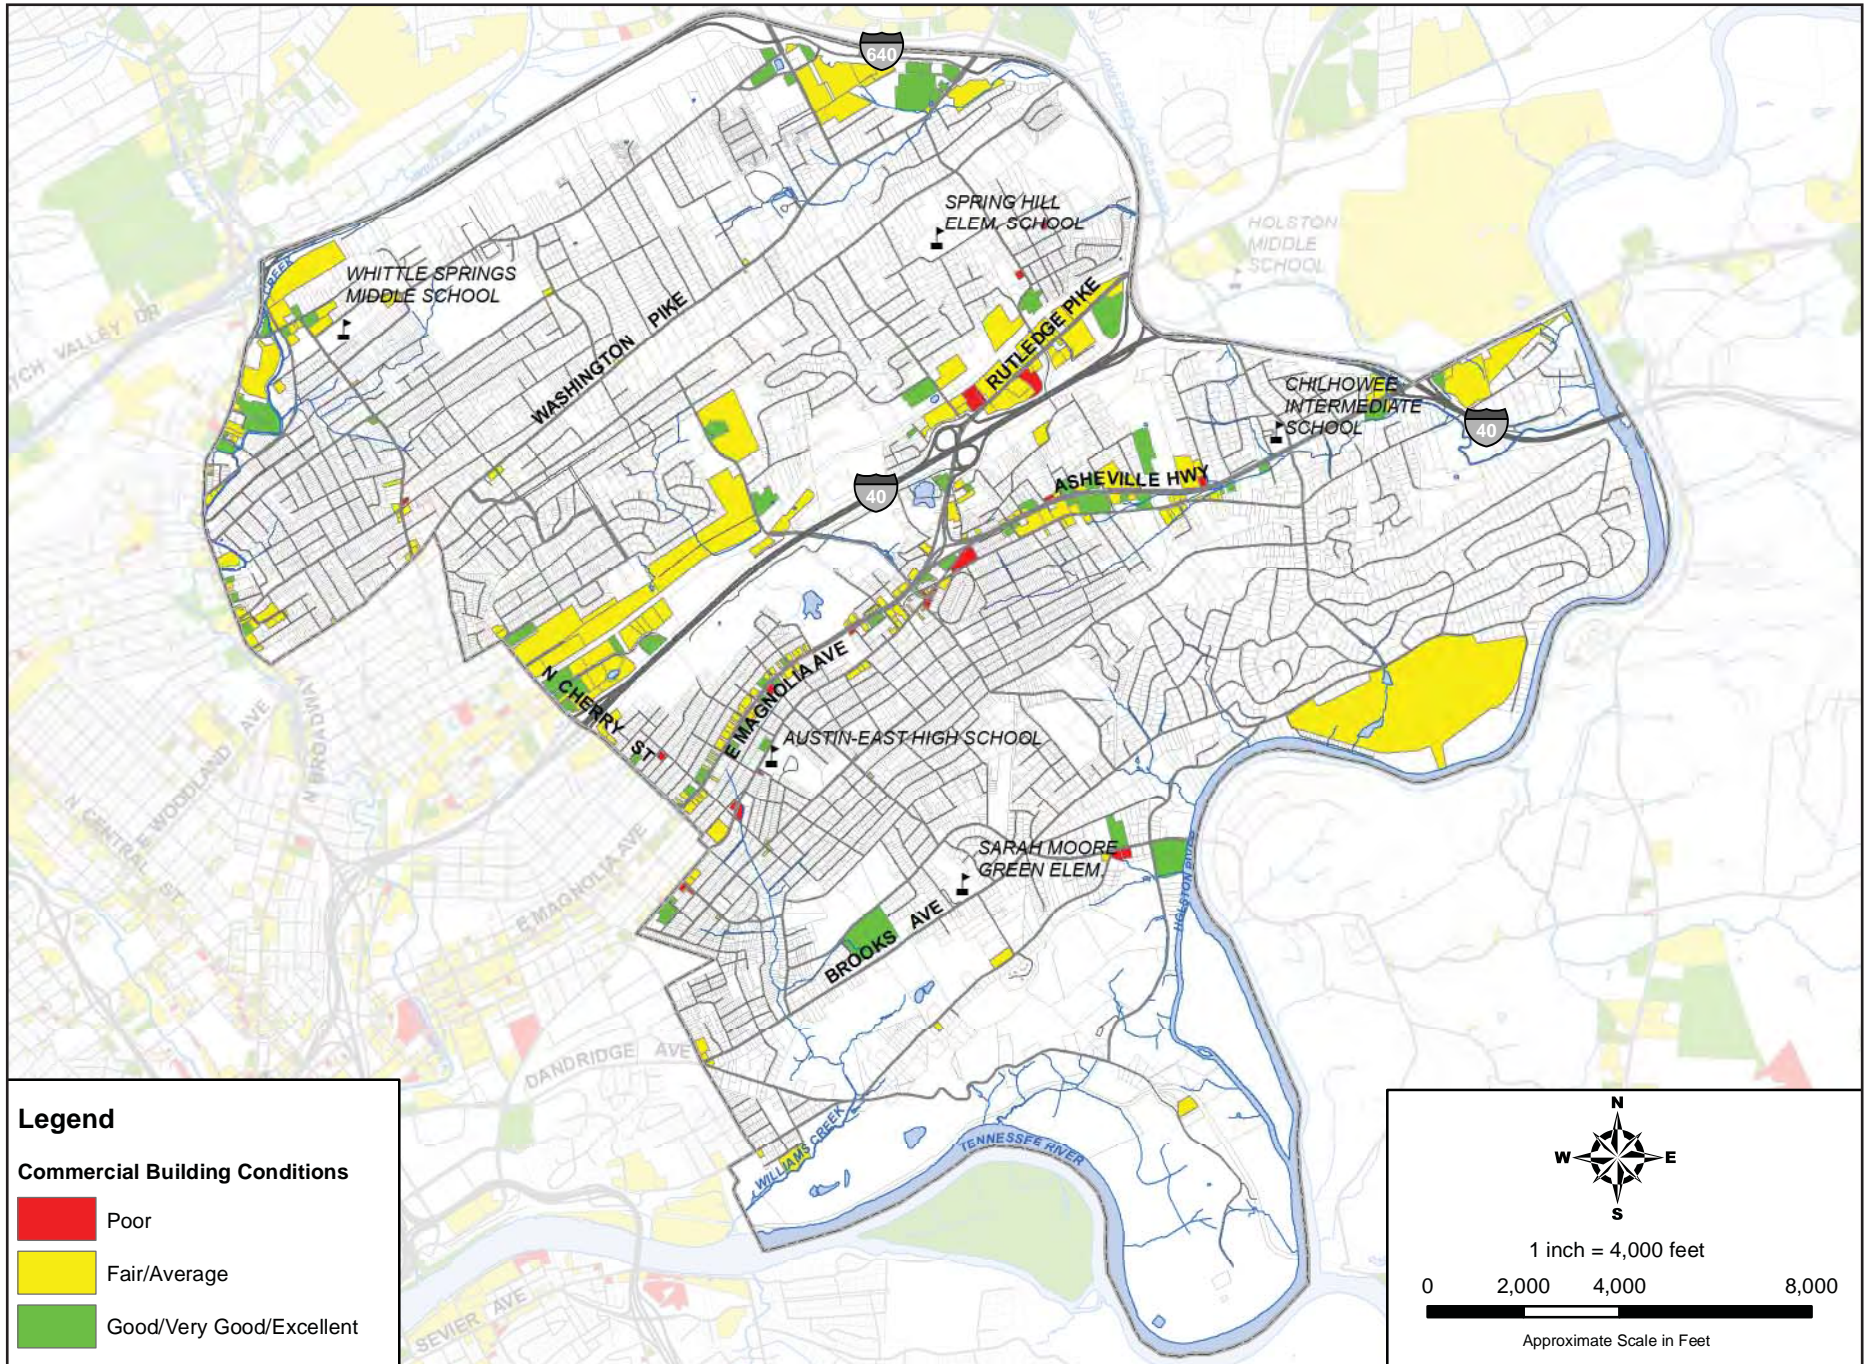 640
SPRING HILL
ELEM. SCHOOL
HOLSTON
MIDDLE
SCHOOL
CREEK
WHITTLE SPRINGS
MIDDLE SCHOOL
TCH VALLEY DR
WASHINGTON PIKE
RUTLEDGE PIKE
CHILHOWEE
INTERMEDIATE
SCHOOL
40
40
ASHEVILLE HWY
N CHERRY ST
E MAGNOLIA AVE
AUSTIN-EAST HIGH SCHOOL
N BROADWAY
E WOODLAND AVE
N CENTRAL ST
E MAGNOLIA AVE
SARAH MOORE
GREEN ELEM.
HOLSTON RIVER
BROOKS AVE
DANDRIDGE AVE
WILLIAMS CREEK
TENNESSEE RIVER
SEVIER AVE
Legend
Commercial Building Conditions
Poor
Fair/Average
Good/Very Good/Excellent
N
W E
S
1 inch = 4,000 feet
0 2,000 4,000 8,000
Approximate Scale in Feet